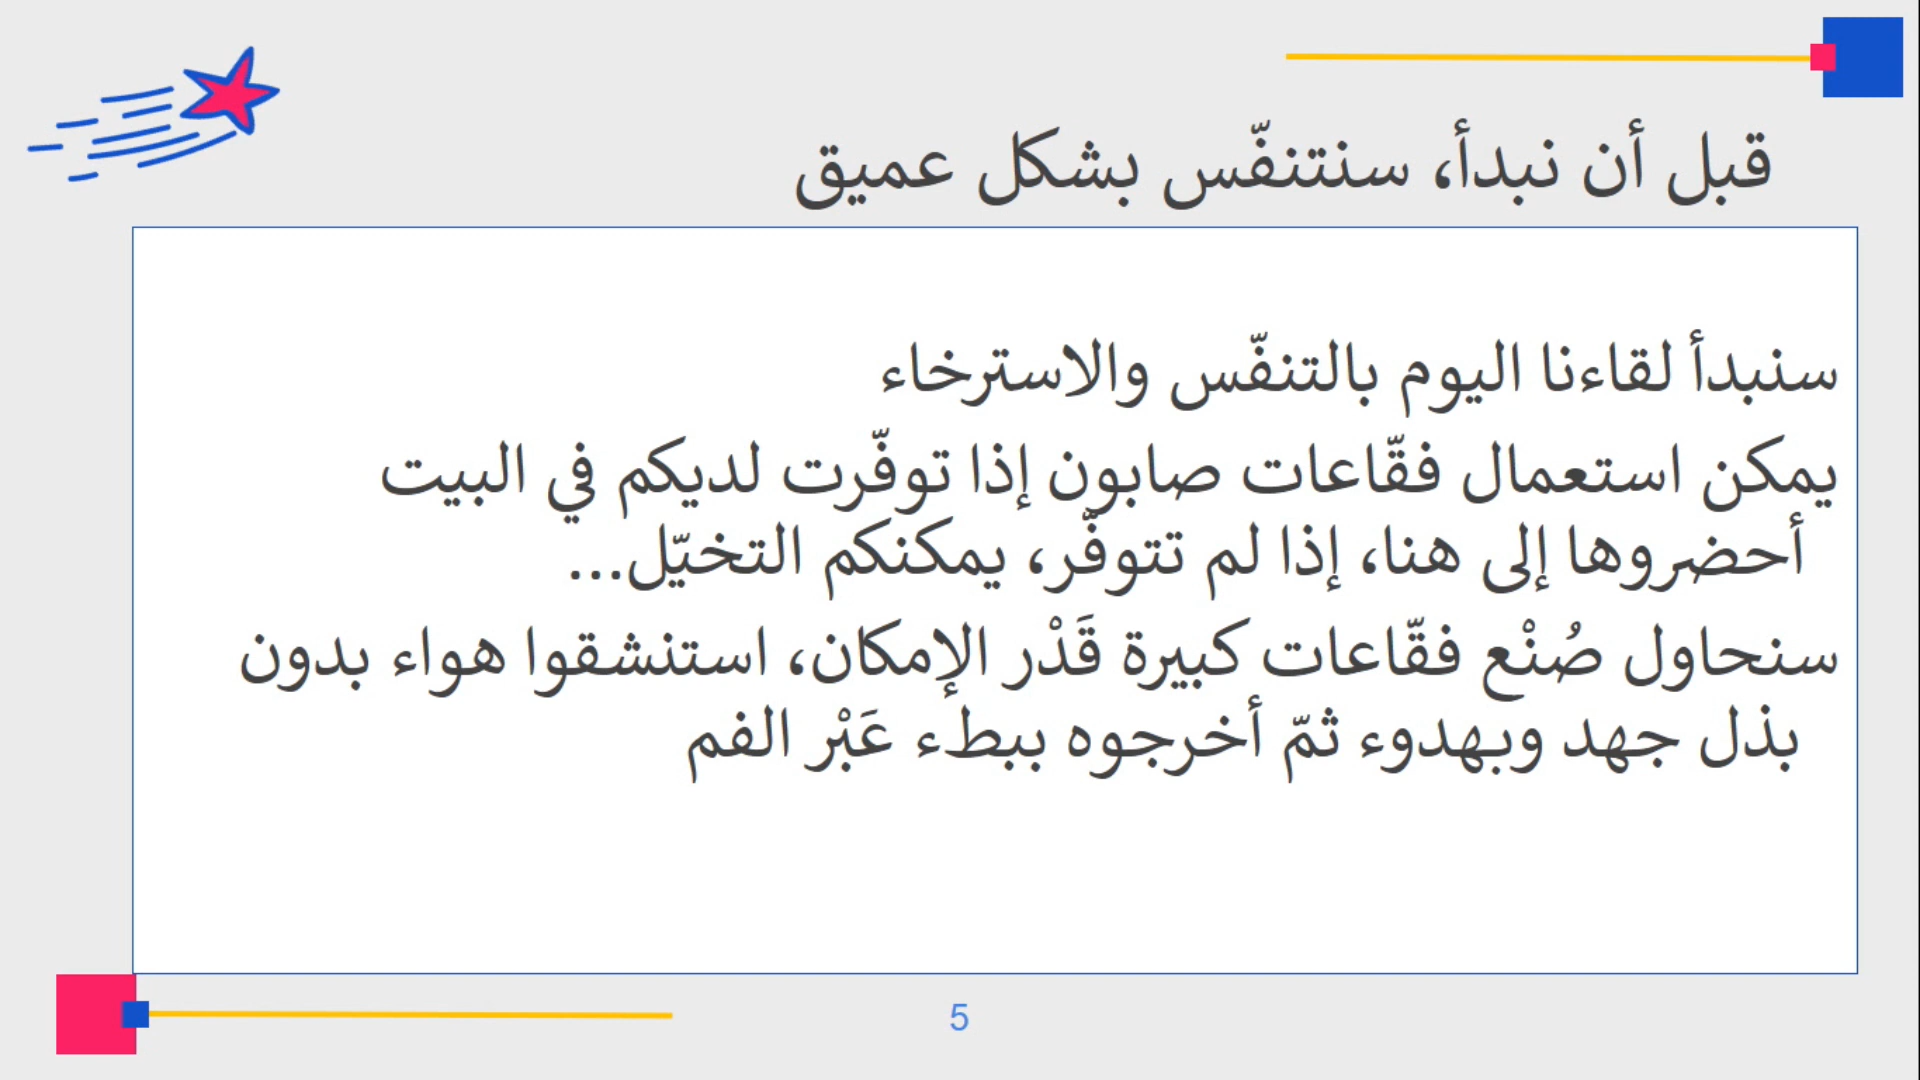 قبل أن نبدأ، سنتنفّس بشكل عميق
سنبدأ لقاءنا اليوم بالتنفّس والاسترخاء
يمكن استعمال فقّاعات صابون إذا توفّرت لديكم في البيت
أحضروها إلى هنا، إذا لم تتوفّر، يمكنكم التخيّل...
سنحاول صُنْع فقّاعات كبيرة قَدْر الإمكان، استنشقوا هواء بدون
بذل جهد وبهدوء ثمّ أخرجوه ببطء عَبْر الفم
5